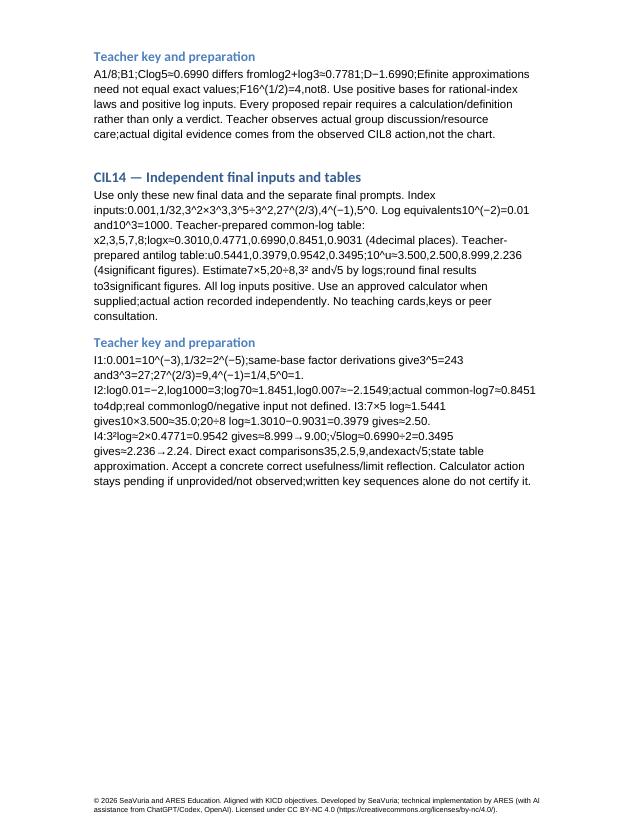 Teacher key and preparation
A1/8;B1;Clog5≈0.6990 differs fromlog2+log3≈0.7781;D−1.6990;Efinite approximations
need not equal exact values;F16^(1/2)=4,not8. Use positive bases for rational-index
laws and positive log inputs. Every proposed repair requires a calculation/definition
rather than only a verdict. Teacher observes actual group discussion/resource
care;actual digital evidence comes from the observed CIL8 action,not the chart.
CIL14 — Independent final inputs and tables
Use only these new final data and the separate final prompts. Index
inputs:0.001,1/32,3^2×3^3,3^5÷3^2,27^(2/3),4^(−1),5^0. Log equivalents10^(−2)=0.01
and10^3=1000. Teacher-prepared common-log table:
x2,3,5,7,8;logx≈0.3010,0.4771,0.6990,0.8451,0.9031 (4decimal places). Teacher-
prepared antilog table:u0.5441,0.3979,0.9542,0.3495;10^u≈3.500,2.500,8.999,2.236
(4significant figures). Estimate7×5,20÷8,3² and√5 by logs;round final results
to3significant figures. All log inputs positive. Use an approved calculator when
supplied;actual action recorded independently. No teaching cards,keys or peer
consultation.
Teacher key and preparation
I1:0.001=10^(−3),1/32=2^(−5);same-base factor derivations give3^5=243
and3^3=27;27^(2/3)=9,4^(−1)=1/4,5^0=1.
I2:log0.01=−2,log1000=3;log70≈1.8451,log0.007≈−2.1549;actual common-log7≈0.8451
to4dp;real commonlog0/negative input not defined. I3:7×5 log≈1.5441
gives10×3.500≈35.0;20÷8 log≈1.3010−0.9031=0.3979 gives≈2.50.
I4:3²log≈2×0.4771=0.9542 gives≈8.999→9.00;√5log≈0.6990÷2=0.3495
gives≈2.236→2.24. Direct exact comparisons35,2.5,9,andexact√5;state table
approximation. Accept a concrete correct usefulness/limit reflection. Calculator action
stays pending if unprovided/not observed;written key sequences alone do not certify it.
© 2026 SeaVuria and ARES Education. Aligned with KICD objectives. Developed by SeaVuria; technical implementation by ARES (with AI
assistance from ChatGPT/Codex, OpenAI). Licensed under CC BY-NC 4.0 (https://creativecommons.org/licenses/by-nc/4.0/).